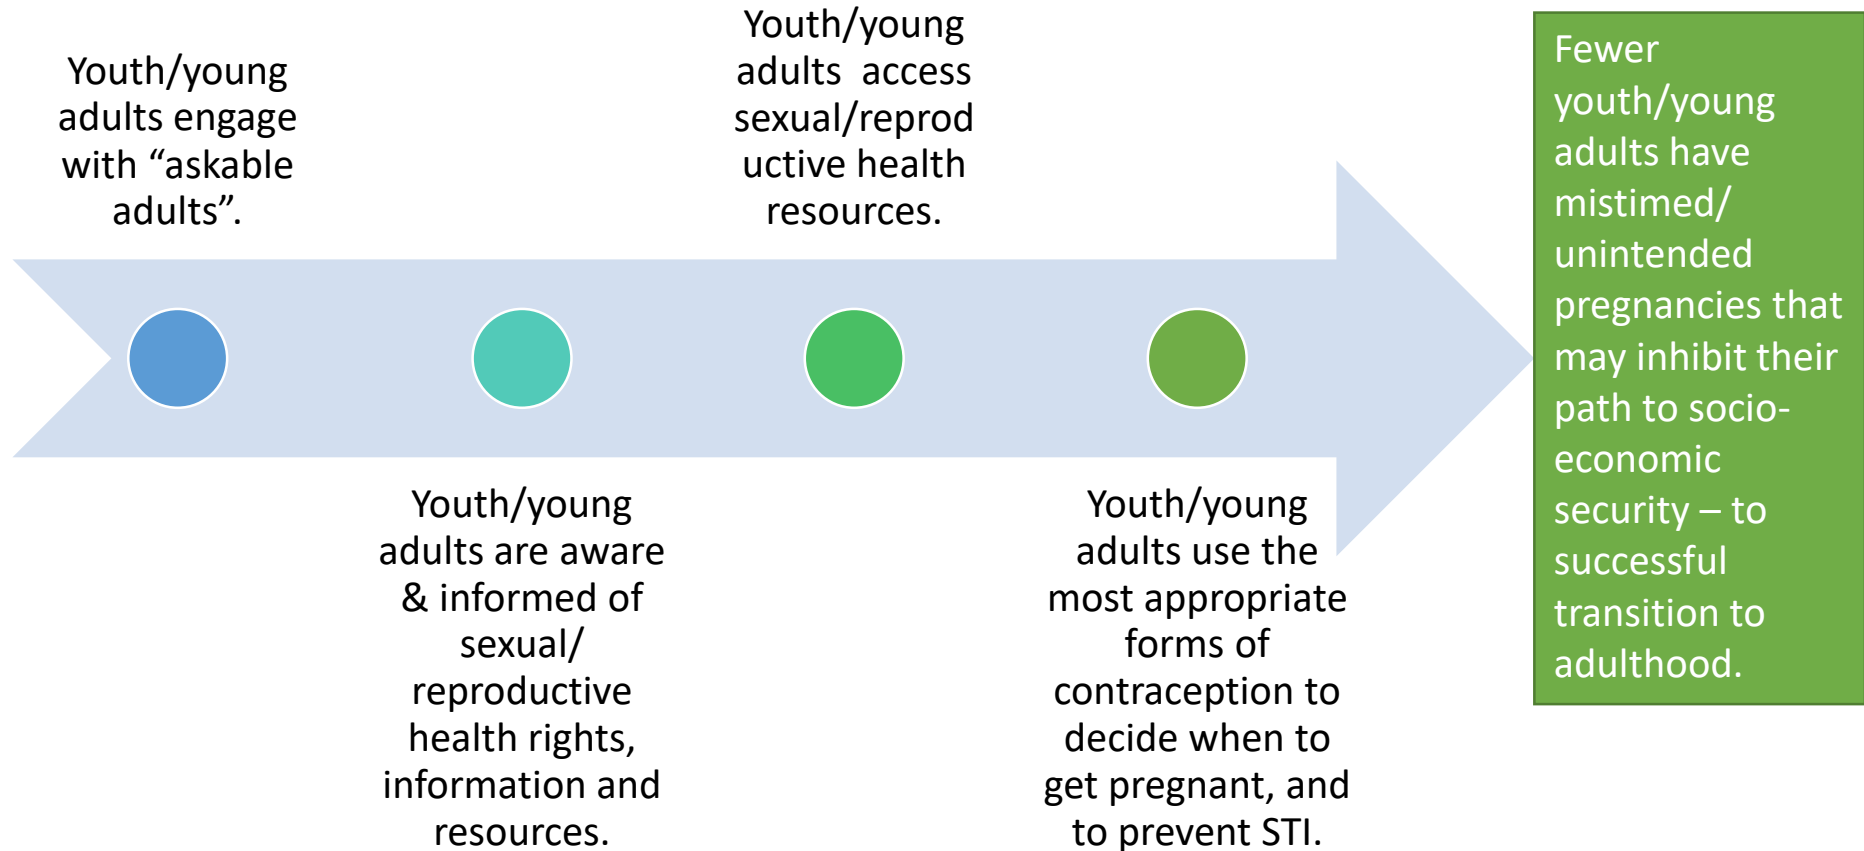 Youth/young
adults engage
with “askable
adults”.
Youth/young
adults are aware
& informed of
sexual/
reproductive
health rights,
information and
resources.
Youth/young
adults  access
sexual/reprod
uctive health
resources.
Youth/young
adults use the
most appropriate
forms of
contraception to
decide when to
get pregnant, and
to prevent STI.
Fewer
youth/young
adults have
mistimed/
unintended
pregnancies that
may inhibit their
path to socio-
economic
security – to
successful
transition to
adulthood.